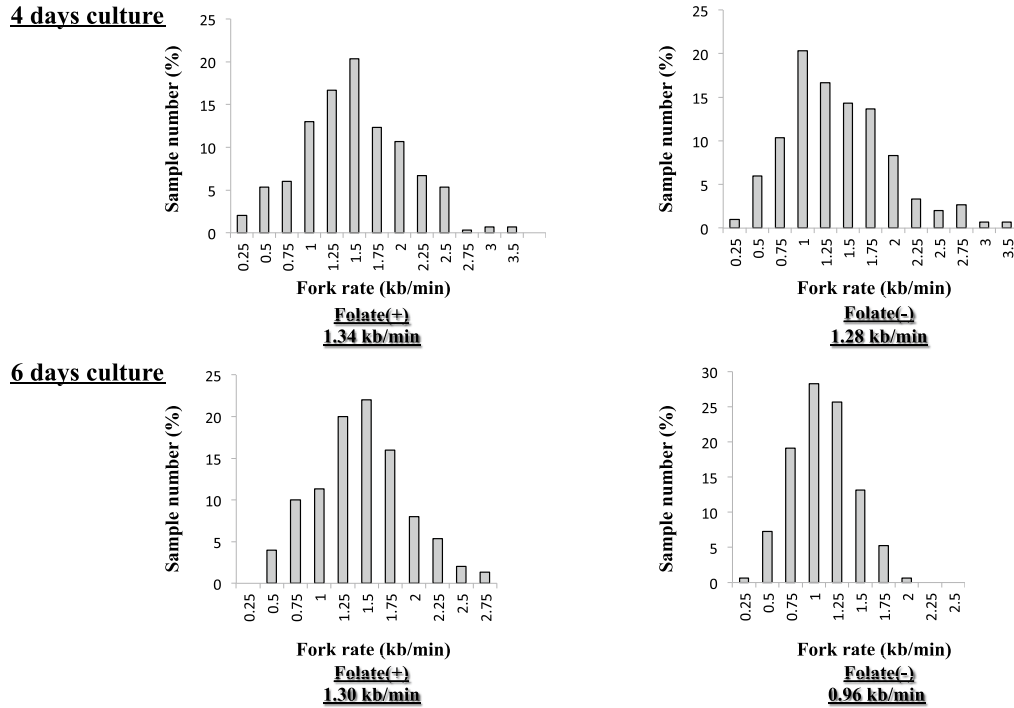 4 days culture
25
20
15
10
5
0
Sample number (%)
0.25 0.5 0.75 1 1.25 1.5 1.75 2 2.25 2.5 2.75 3 3.5
Fork rate (kb/min)
Folate(+)
1.34 kb/min
25
20
15
10
5
0
Sample number (%)
0.25 0.5 0.75 1 1.25 1.5 1.75 2 2.25 2.5 2.75 3 3.5
Fork rate (kb/min)
Folate(-)
1.28 kb/min
6 days culture
25
20
15
10
5
0
Sample number (%)
0.25 0.5 0.75 1 1.25 1.5 1.75 2 2.25 2.5 2.75
Fork rate (kb/min)
Folate(+)
1.30 kb/min
30
25
20
15
10
5
0
Sample number (%)
0.25 0.5 0.75 1 1.25 1.5 1.75 2 2.25 2.5
Fork rate (kb/min)
Folate(-)
0.96 kb/min